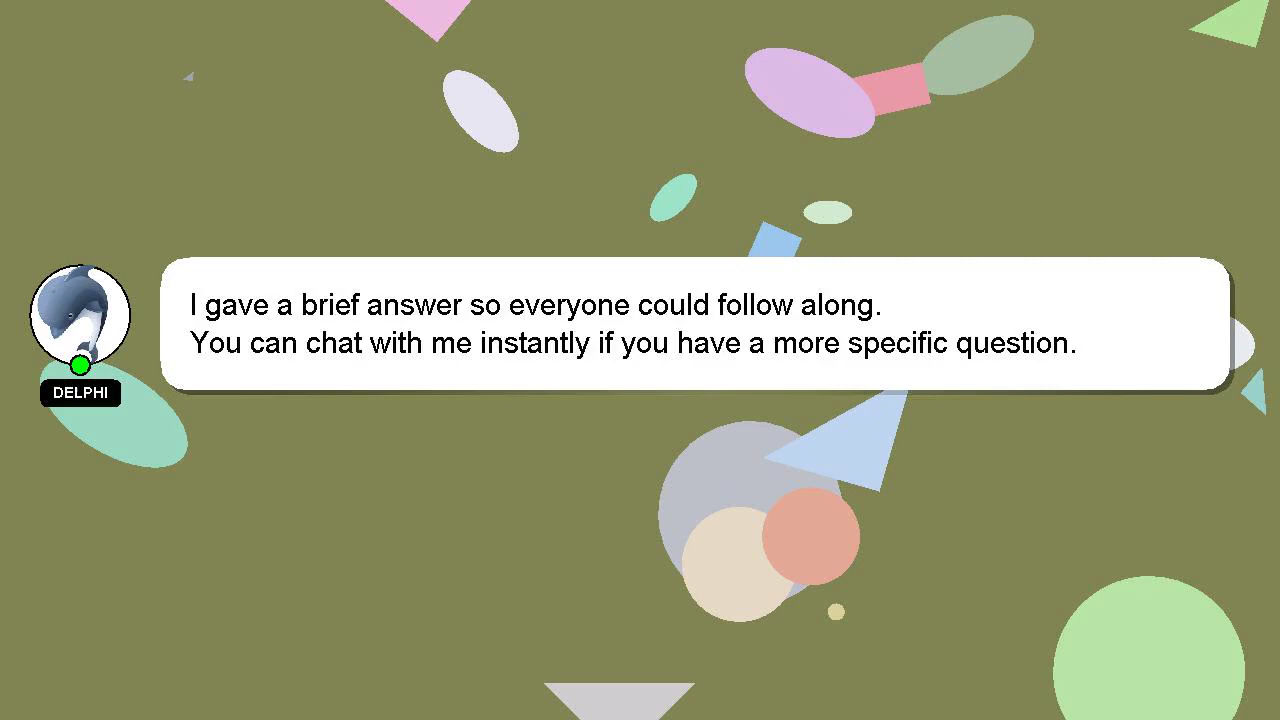 I gave a brief answer so everyone could follow along.
You can chat with me instantly if you have a more specific question.
DELPHI